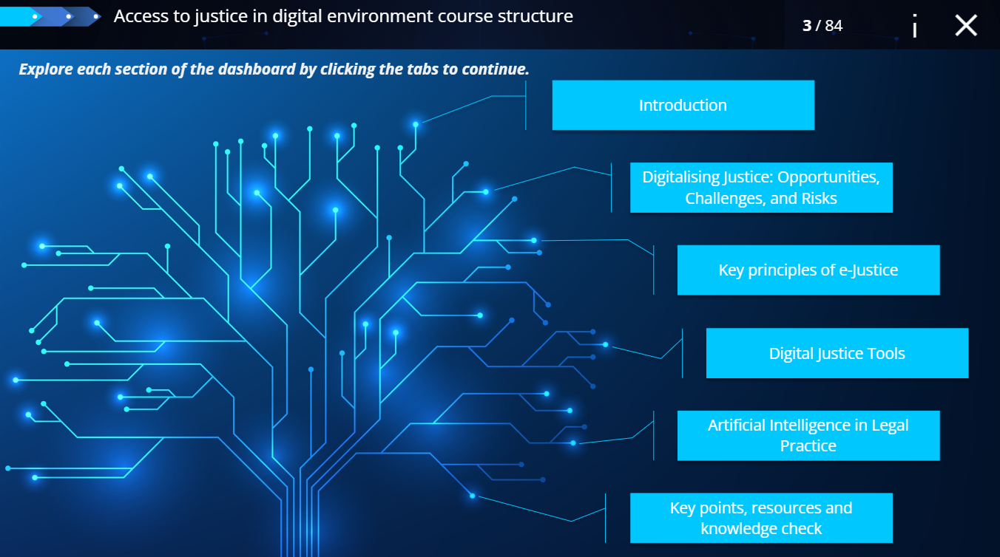 Access to justice in digital environment course structure
3 / 84
i
Explore each section of the dashboard by clicking the tabs to continue.
Introduction
Digitalising Justice: Opportunities,
Challenges, and Risks
Key principles of e-Justice
Digital Justice Tools
Artificial Intelligence in Legal
Practice
Key points, resources and
knowledge check